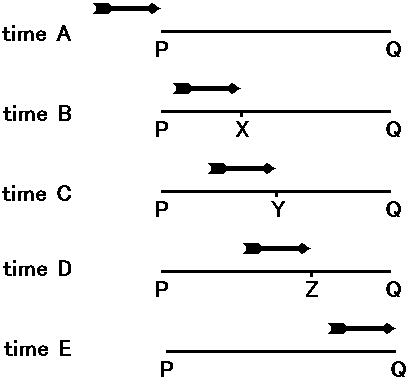 time A
P Q
time B
P X Q
time C
P Y Q
time D
P Z Q
time E
P Q